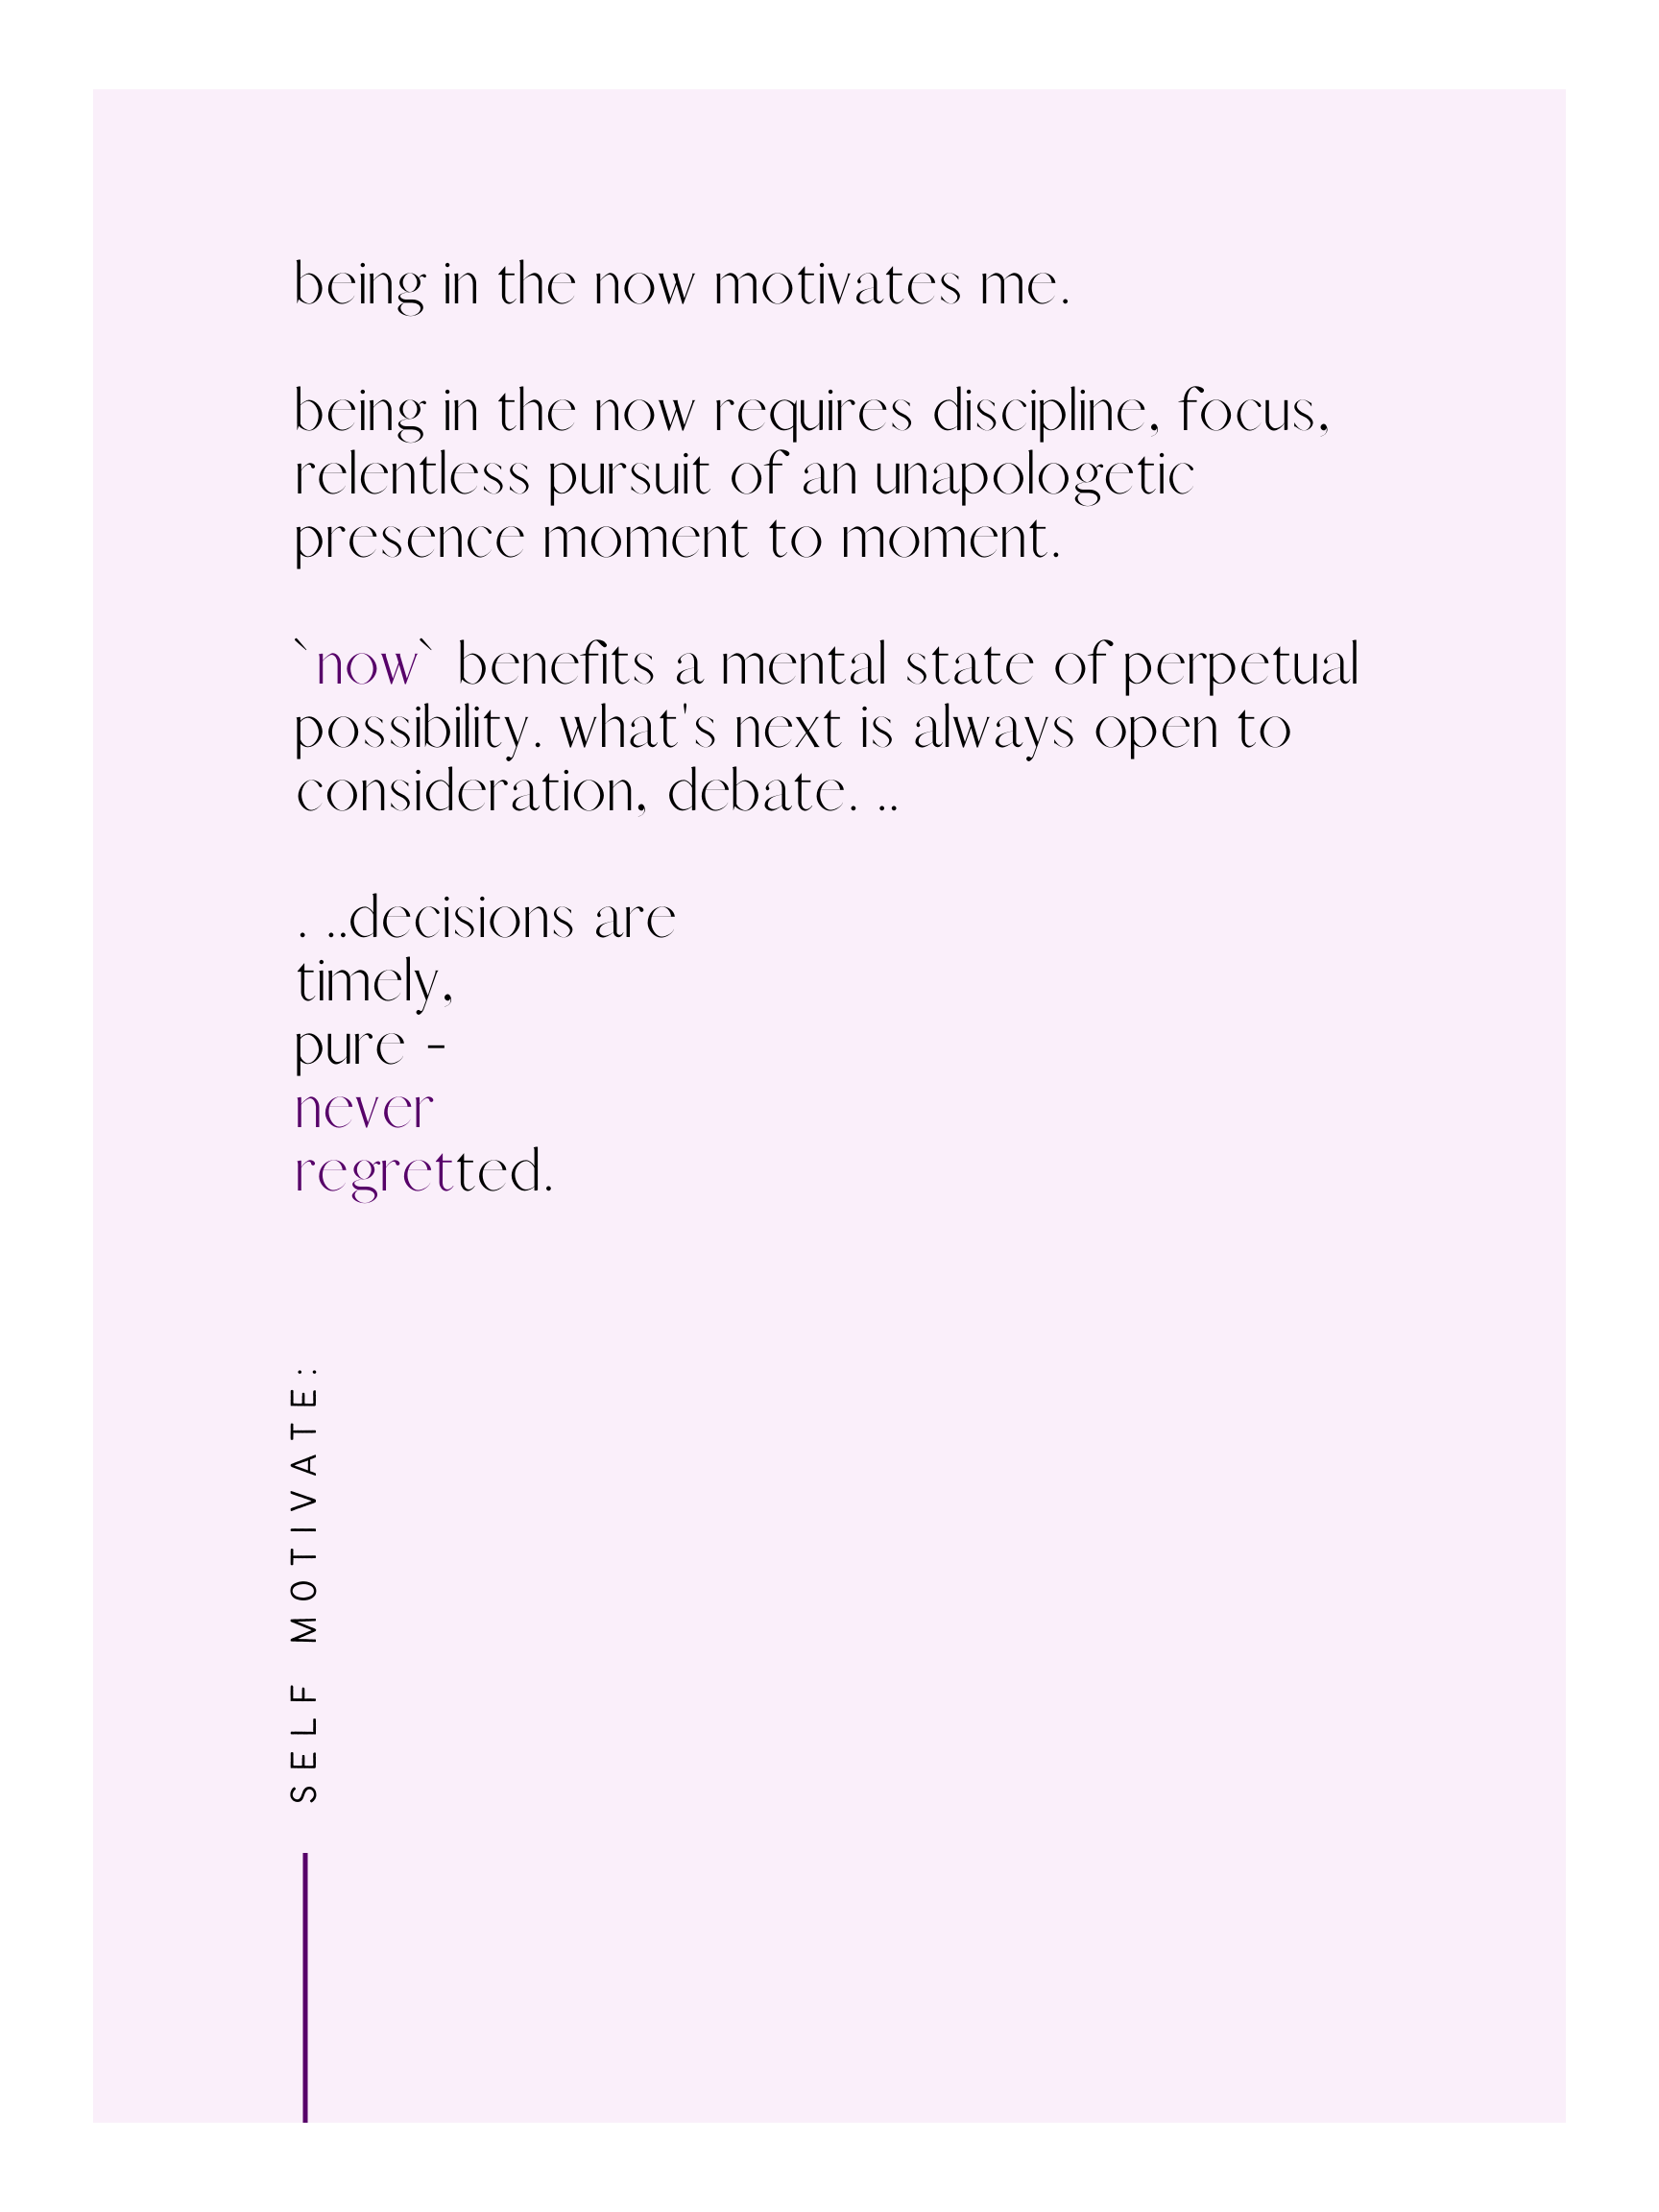 being in the now motivates me.
being in the now requires discipline, focus,
relentless pursuit of an unapologetic
presence moment to moment.
`now` benefits a mental state of perpetual
possibility. what's next is always open to
consideration, debate. ..
. ..decisions are
timely,
pure -
never
regretted.
SELF MOTIVATE: